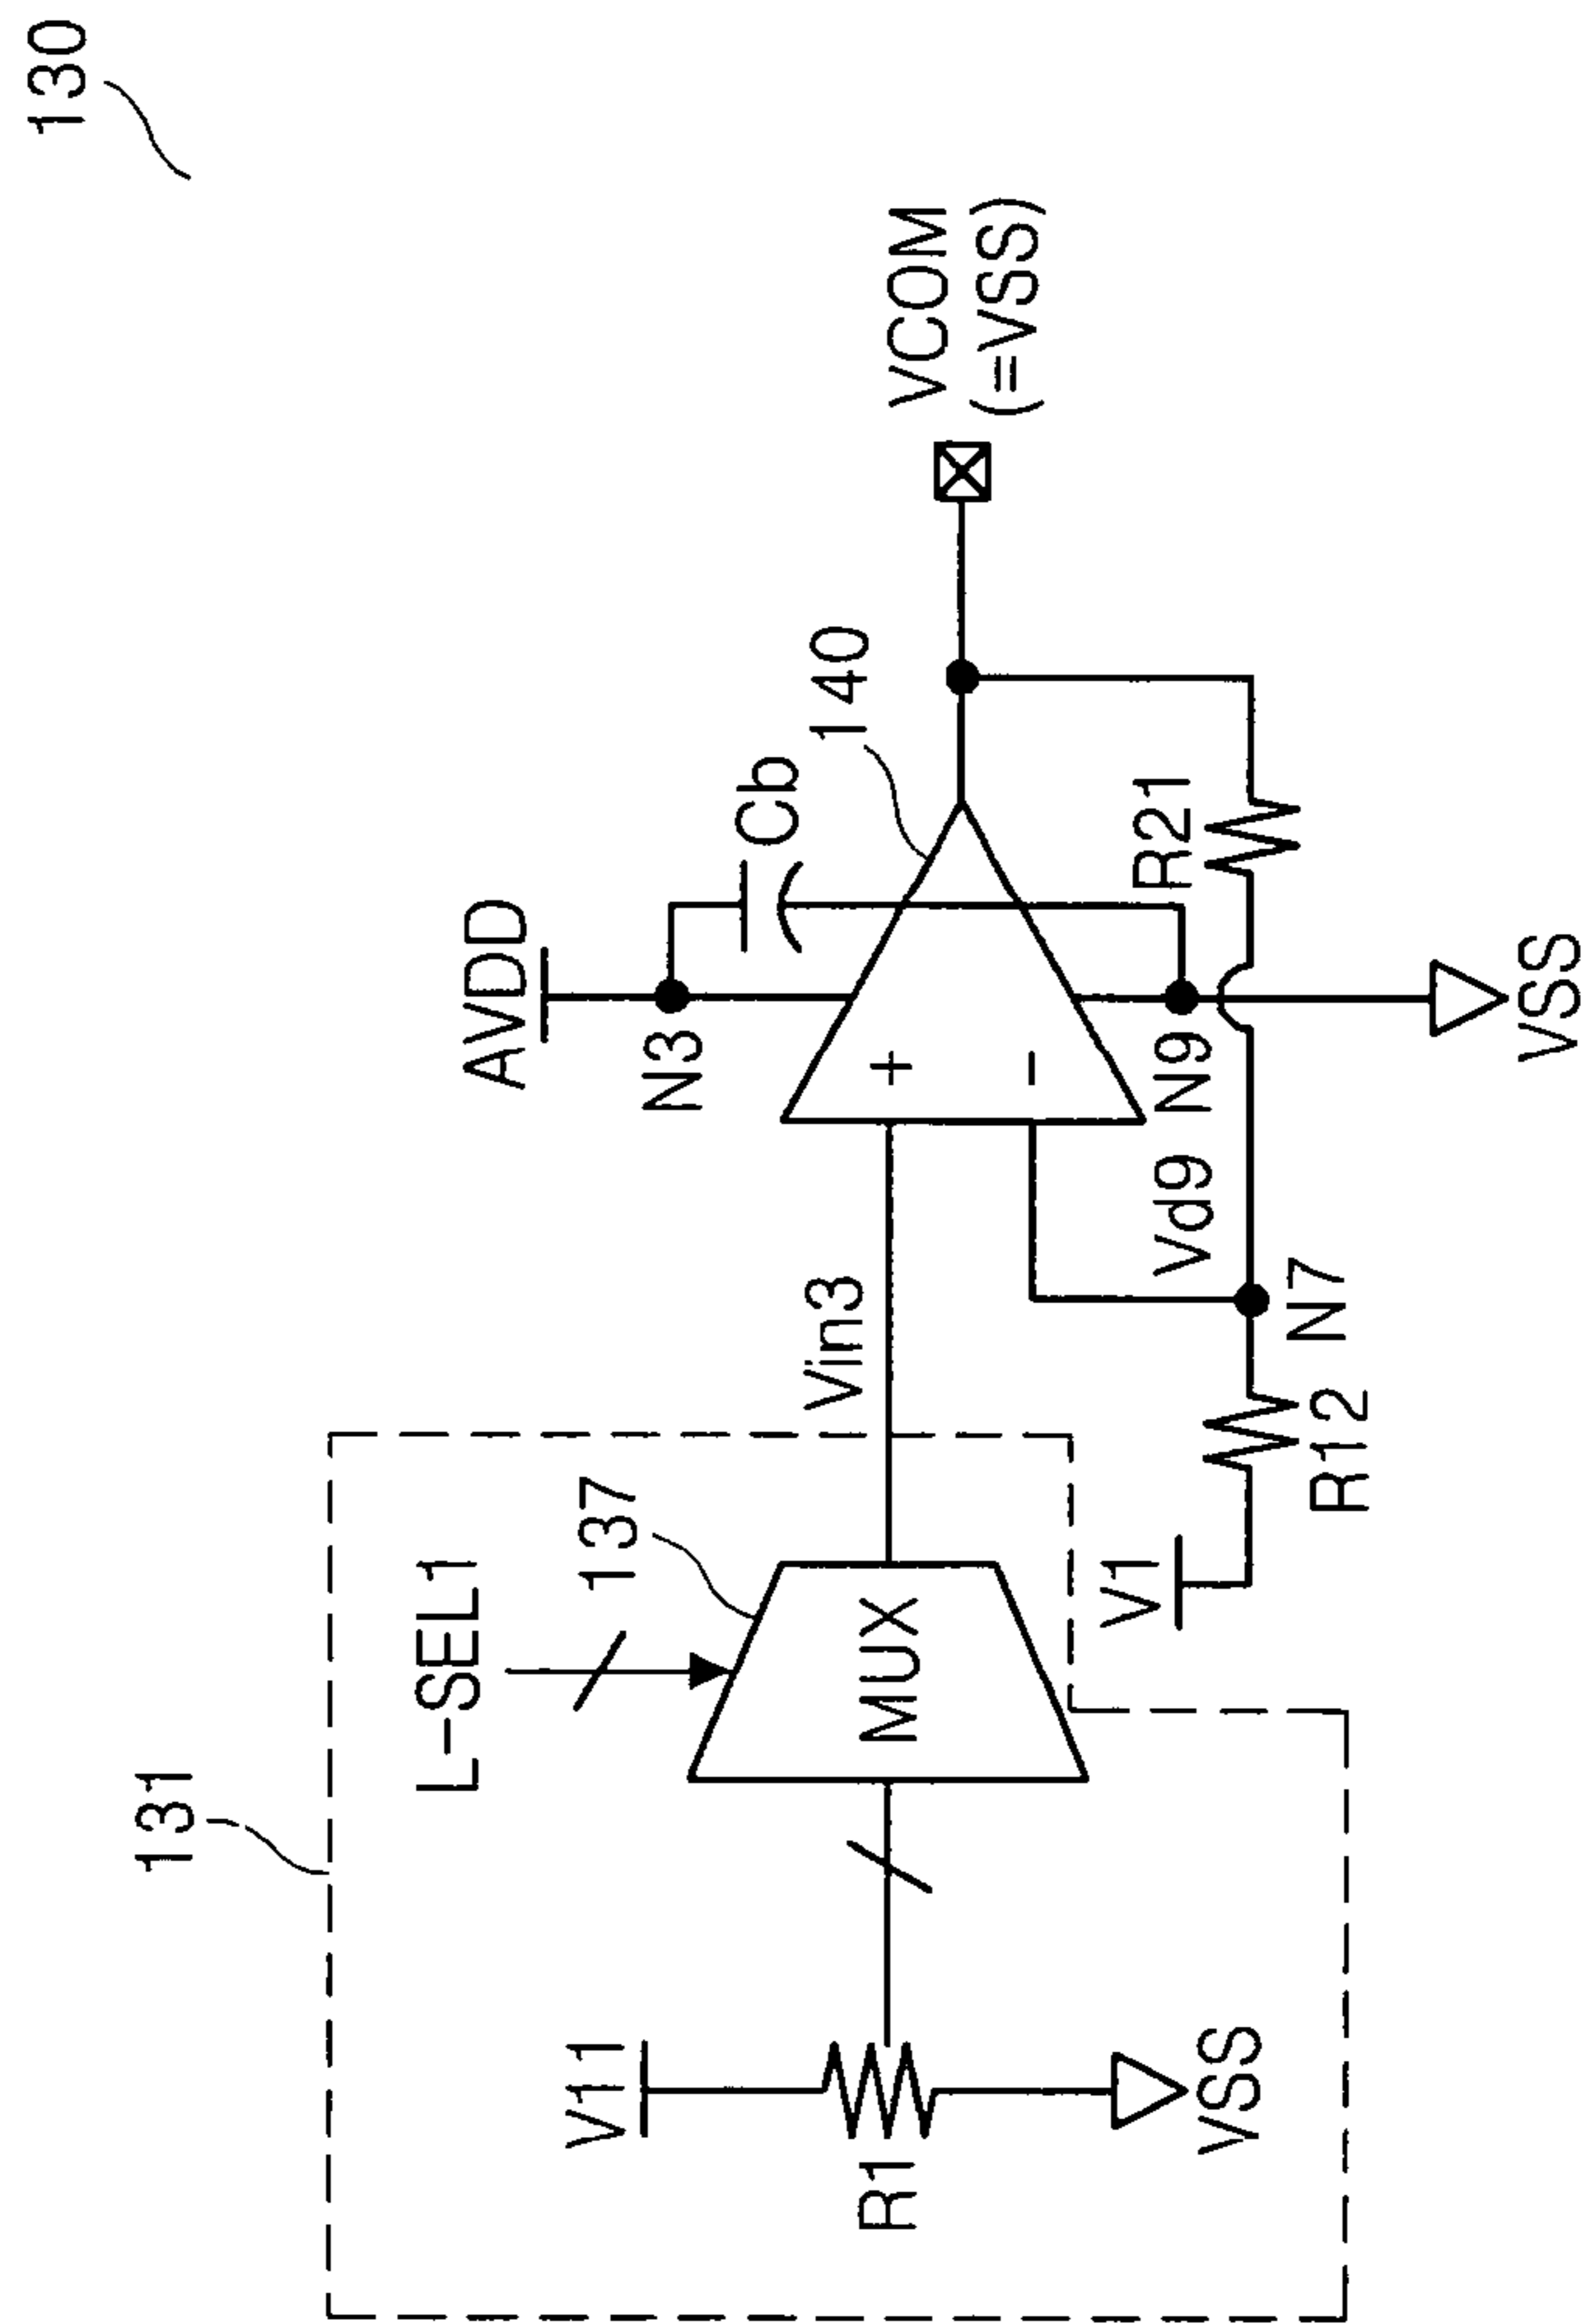 130
131
L-SEL1
137
V11
R1
VSS
MUX
Vin3
V1
R12
N7
Vd9
AVDD
N3
Cb
140
+
-
N9
R21
VSS
VCOM
(=VSS)